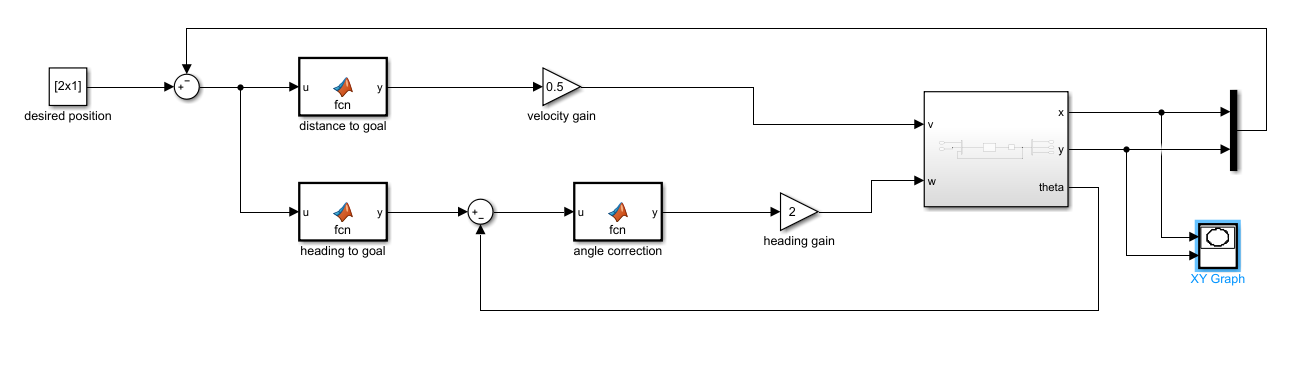 [2x1]
desired position
u
fcn
y
distance to goal
0.5
velocity gain
v
w
x
y
theta
u
fcn
y
heading to goal
u
fcn
y
angle correction
2
heading gain
XY Graph